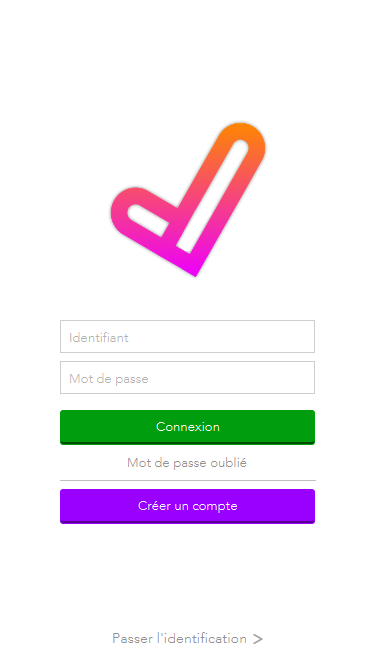 Identifiant
Mot de passe
Connexion
Mot de passe oublié
Créer un compte
Passer l'identification >